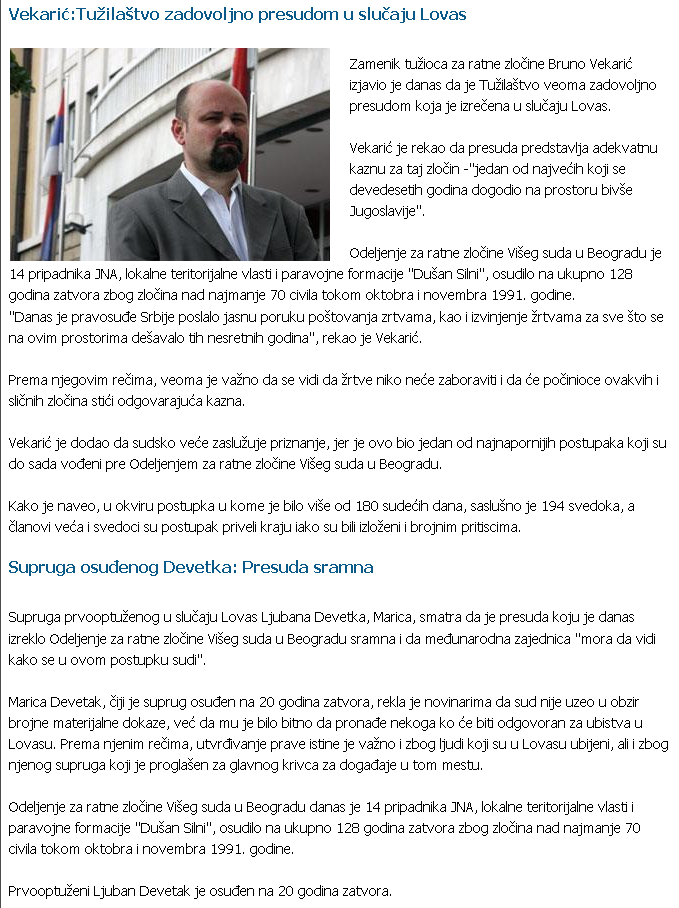 Vekarić:Tužilaštvo zadovoljno presudom u slučaju Lovas
Zamenik tužioca za ratne zločine Bruno Vekarić
izjavio je danas da je Tužilaštvo veoma zadovoljno
presudom koja je izrečena u slučaju Lovas.
Vekarić je rekao da presuda predstavlja adekvatnu
kaznu za taj zločin -"jedan od najvećih koji se
devedesetih godina dogodio na prostoru bivše
Jugoslavije".
Odeljenje za ratne zločine Višeg suda u Beogradu je
14 pripadnika JNA, lokalne teritorijalne vlasti i paravojne formacije "Dušan Silni", osudilo na ukupno 128
godina zatvora zbog zločina nad najmanje 70 civila tokom oktobra i novembra 1991. godine.
"Danas je pravosuđe Srbije poslalo jasnu poruku poštovanja zrtvama, kao i izvinjenje žrtvama za sve što se
na ovim prostorima dešavalo tih nesretnih godina", rekao je Vekarić.
Prema njegovim rečima, veoma je važno da se vidi da žrtve niko neće zaboraviti i da će počinioce ovakvih i
sličnih zločina stići odgovarajuća kazna.
Vekarić je dodao da sudsko veće zaslužuje priznanje, jer je ovo bio jedan od najnapornijih postupaka koji su
do sada vođeni pre Odeljenjem za ratne zločine Višeg suda u Beogradu.
Kako je naveo, u okviru postupka u kome je bilo više od 180 sudećih dana, saslušno je 194 svedoka, a
članovi veća i svedoci su postupak priveli kraju iako su bili izloženi i brojnim pritiscima.
Supruga osuđenog Devetka: Presuda sramna
Supruga prvooptuženog u slučaju Lovas Ljubana Devetka, Marica, smatra da je presuda koju je danas
izreklo Odeljenje za ratne zločine Višeg suda u Beogradu sramna i da međunarodna zajednica "mora da vidi
kako se u ovom postupku sudi".
Marica Devetak, čiji je suprug osuđen na 20 godina zatvora, rekla je novinarima da sud nije uzeo u obzir
brojne materijalne dokaze, već da mu je bilo bitno da pronađe nekoga ko će biti odgovoran za ubistva u
Lovasu. Prema njenim rečima, utvrđivanje prave istine je važno i zbog ljudi koji su u Lovasu ubijeni, ali i zbog
njenog supruga koji je proglašen za glavnog krivca za događaje u tom mestu.
Odeljenje za ratne zločine Višeg suda u Beogradu danas je 14 pripadnika JNA, lokalne teritorijalne vlasti i
paravojne formacije "Dušan Silni", osudilo na ukupno 128 godina zatvora zbog zločina nad najmanje 70
civila tokom oktobra i novembra 1991. godine.
Prvooptuženi Ljuban Devetak je osuđen na 20 godina zatvora.